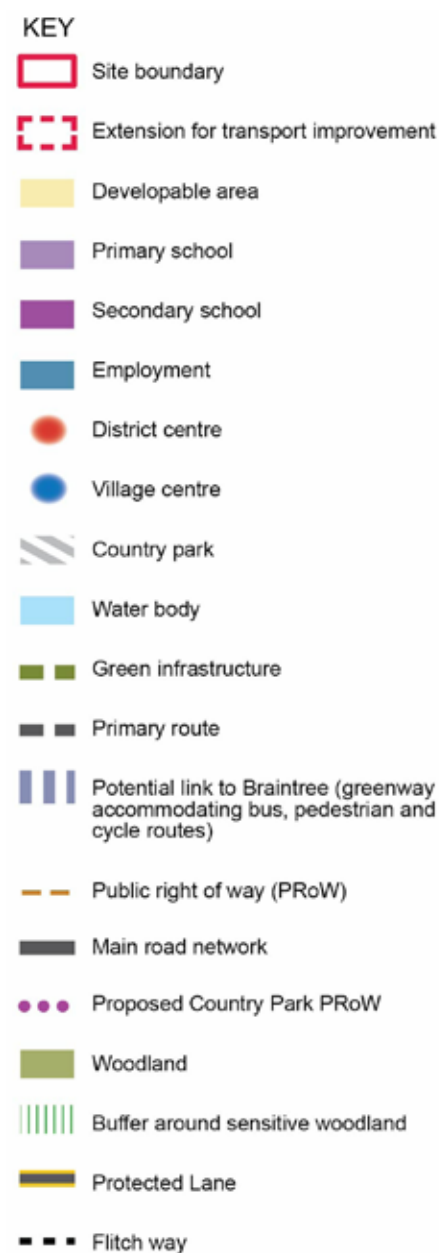 KEY
Site boundary
Extension for transport improvement
Developable area
Primary school
Secondary school
Employment
District centre
Village centre
Country park
Water body
Green infrastructure
Primary route
Potential link to Braintree (greenway
accommodating bus, pedestrian and
cycle routes)
Public right of way (PRoW)
Main road network
Proposed Country Park PRoW
Woodland
Buffer around sensitive woodland
Protected Lane
Flitch way